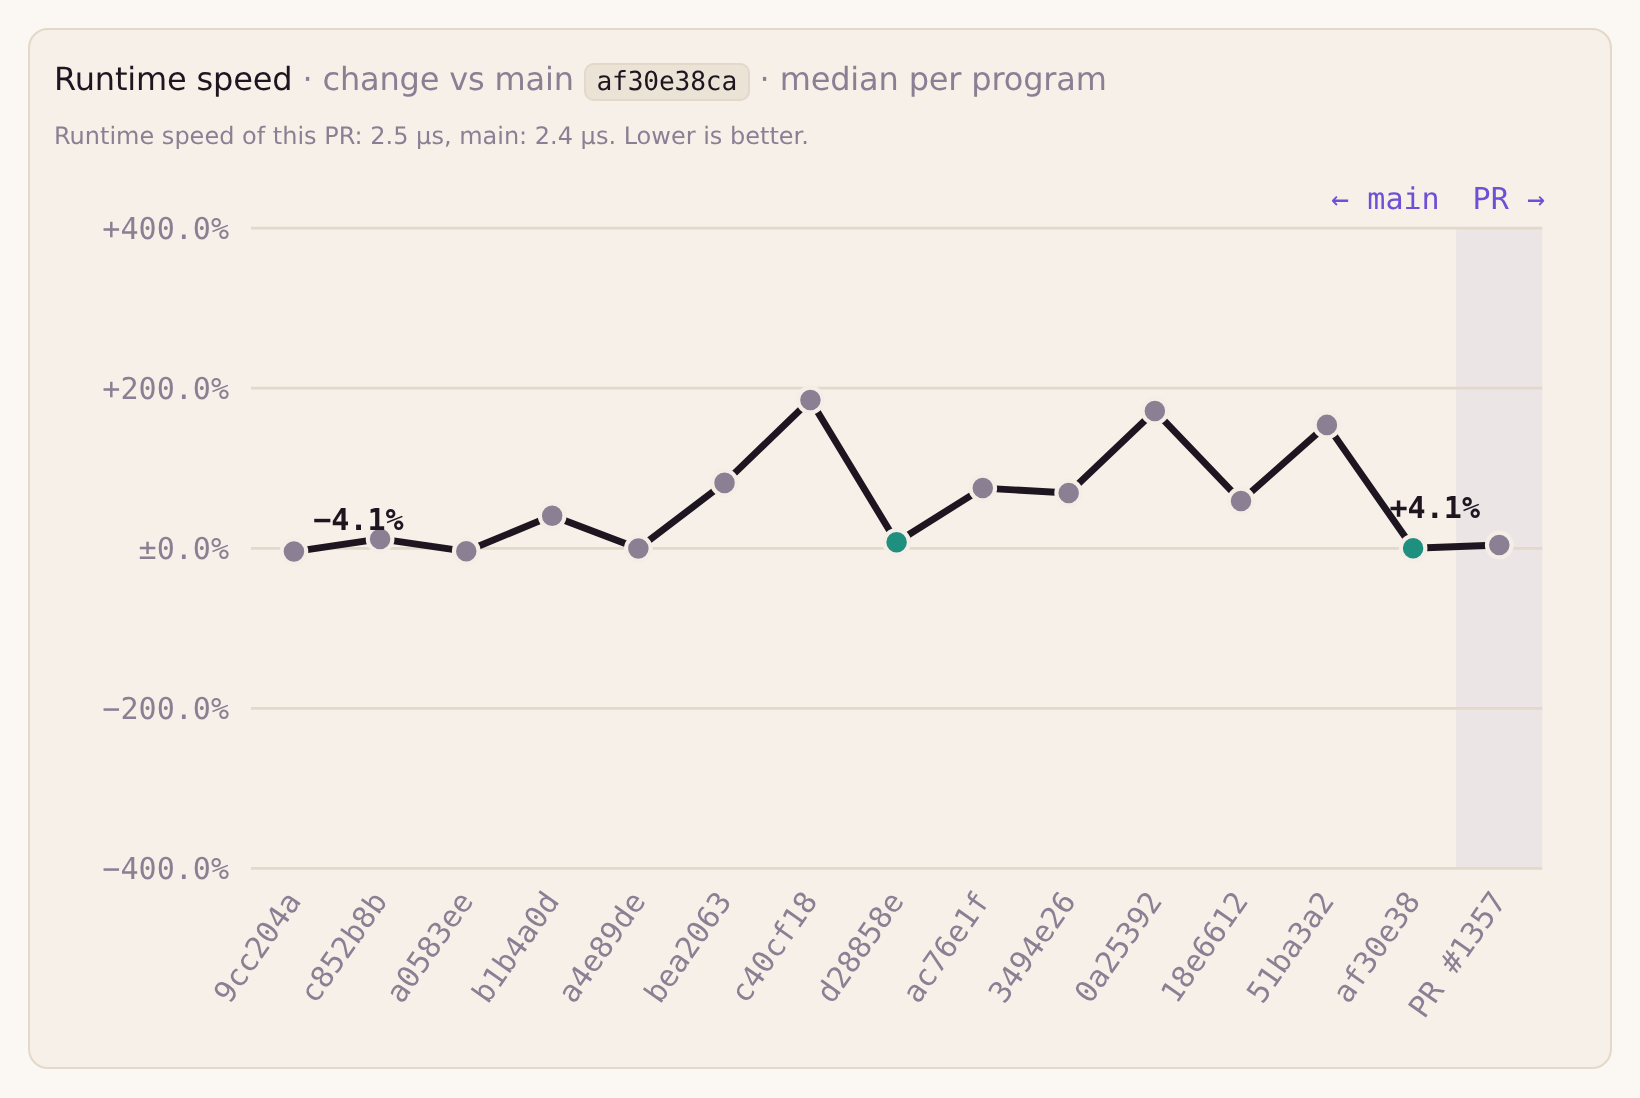 Runtime speed · change vs main af30e38ca · median per program
Runtime speed of this PR: 2.5 µs, main: 2.4 µs. Lower is better.
← main PR →
+400.0%
+200.0%
±0.0%
−200.0%
−400.0%
−4.1%
+4.1%
9cc204a
c852b8b
a0583ee
b1b4a0d
a4e89de
bea2063
c40cf18
d28858e
ac76e1f
3494e26
0a25392
18e6612
51ba3a2
af30e38
PR #1357